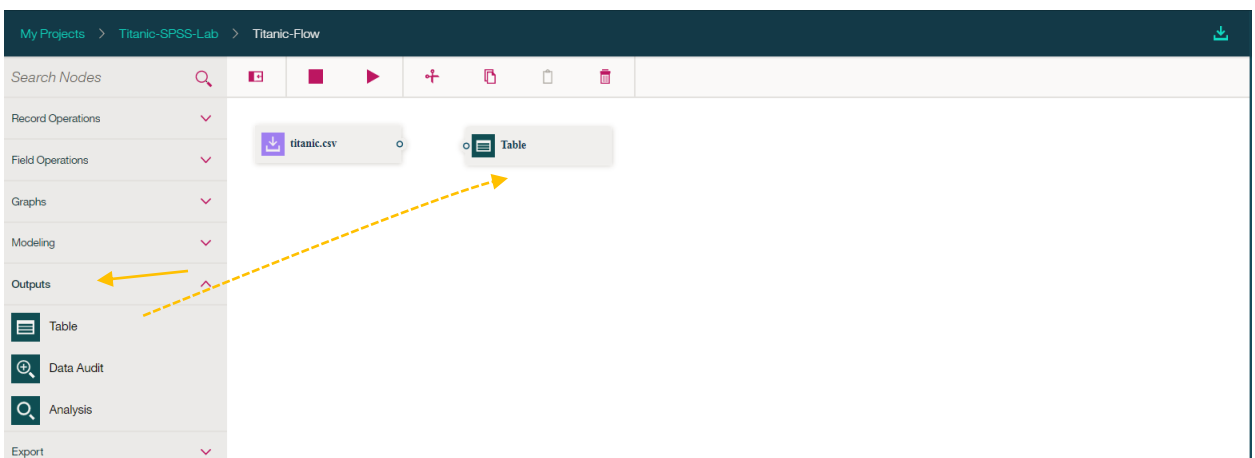 My Projects > Titanic-SPSS-Lab > Titanic-Flow
Search Nodes
Record Operations
Field Operations
Graphs
Modeling
Outputs
Table
Data Audit
Analysis
Export
titanic.csv
Table